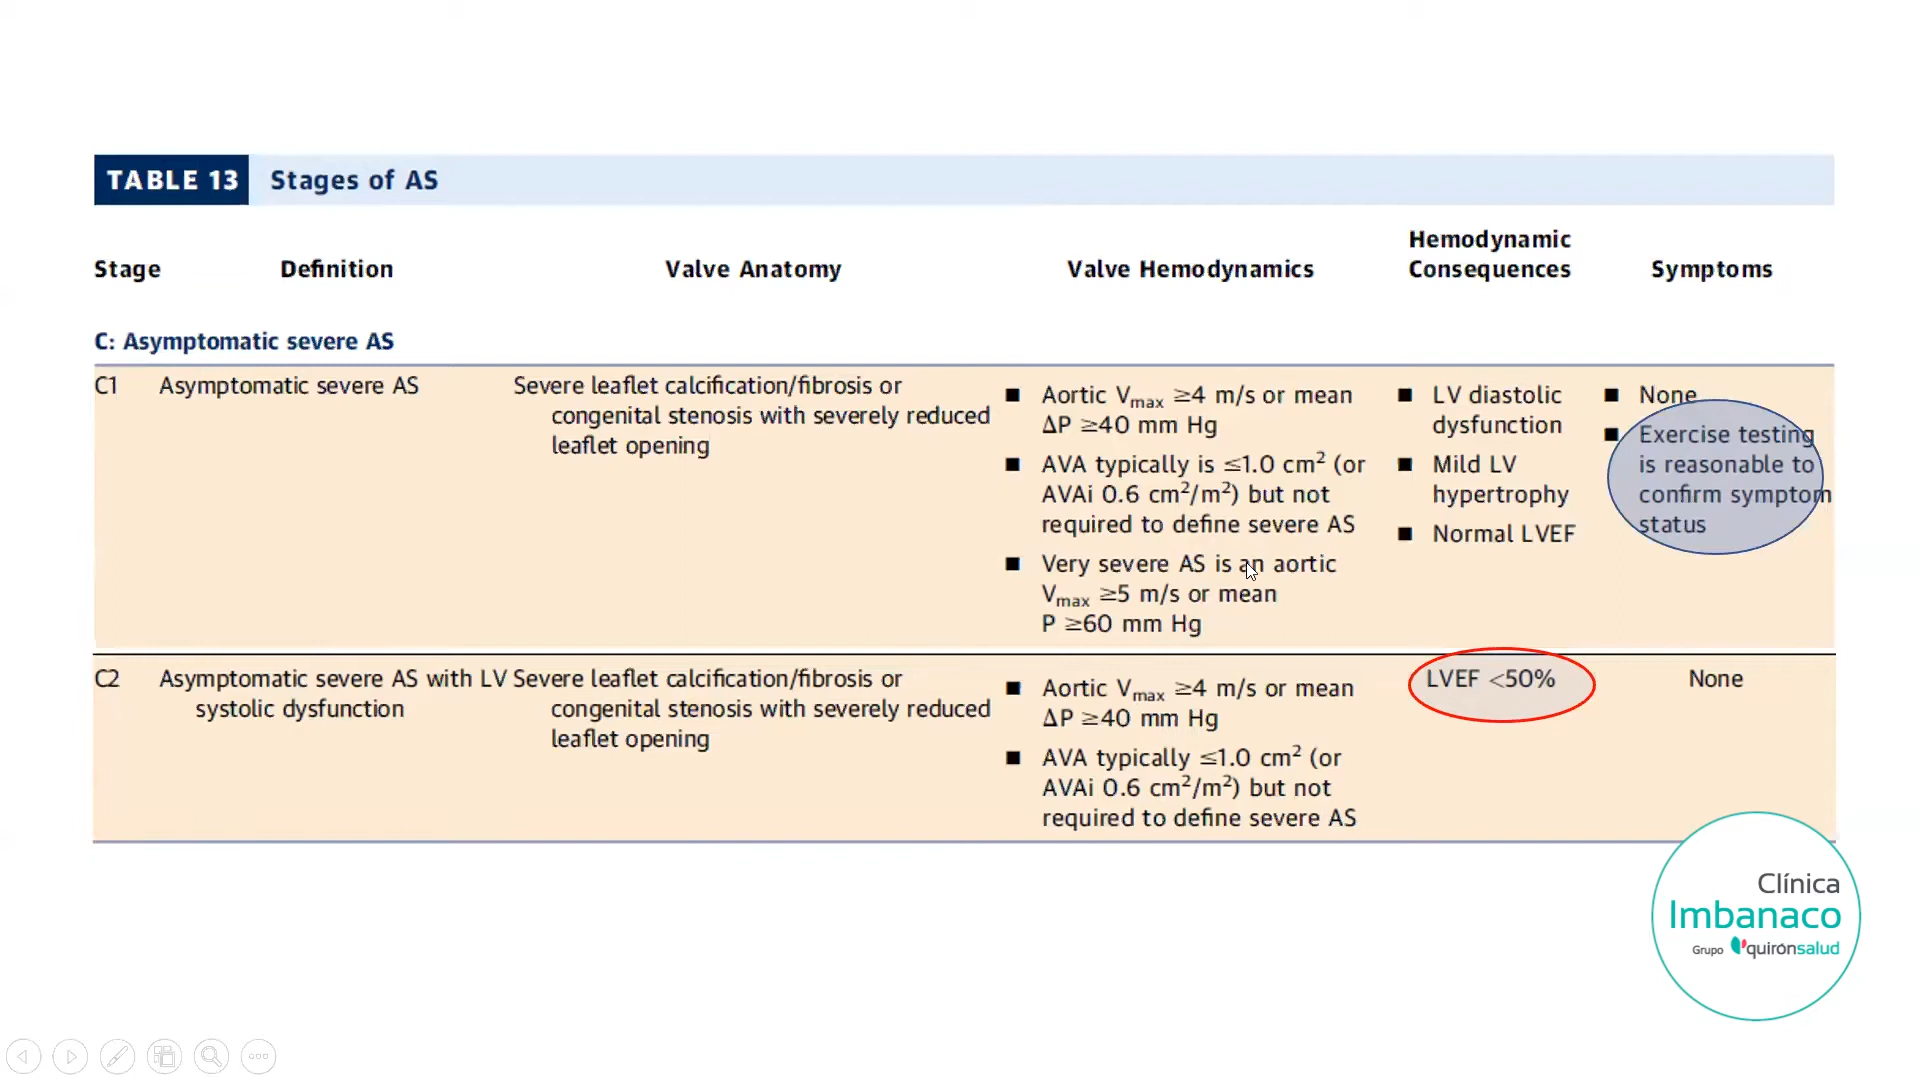 TABLE 13 Stages of AS
Hemodynamic
Stage Definition Valve Anatomy Valve Hemodynamics Consequences Symptoms
C: Asymptomatic severe AS
C1
Asymptomatic severe AS
Severe leaflet calcification/fibrosis or
congenital stenosis with severely reduced
leaflet opening
■ Aortic Vmax ≥4 m/s or mean
ΔP ≥40 mm Hg
■ AVA typically is ≤1.0 cm² (or
AVAi 0.6 cm²/m²) but not
required to define severe AS
■ Very severe AS is an aortic
Vmax ≥5 m/s or mean
P ≥60 mm Hg
■ LV diastolic
dysfunction
■ Mild LV
hypertrophy
■ Normal LVEF
■ None
■ Exercise testing
is reasonable to
confirm symptom
status
C2
Asymptomatic severe AS with LV
systolic dysfunction
Severe leaflet calcification/fibrosis or
congenital stenosis with severely reduced
leaflet opening
■ Aortic Vmax ≥4 m/s or mean
ΔP ≥40 mm Hg
■ AVA typically ≤1.0 cm² (or
AVAi 0.6 cm²/m²) but not
required to define severe AS
LVEF <50%
None
Clínica
Imbanaco
Grupo quirónsalud